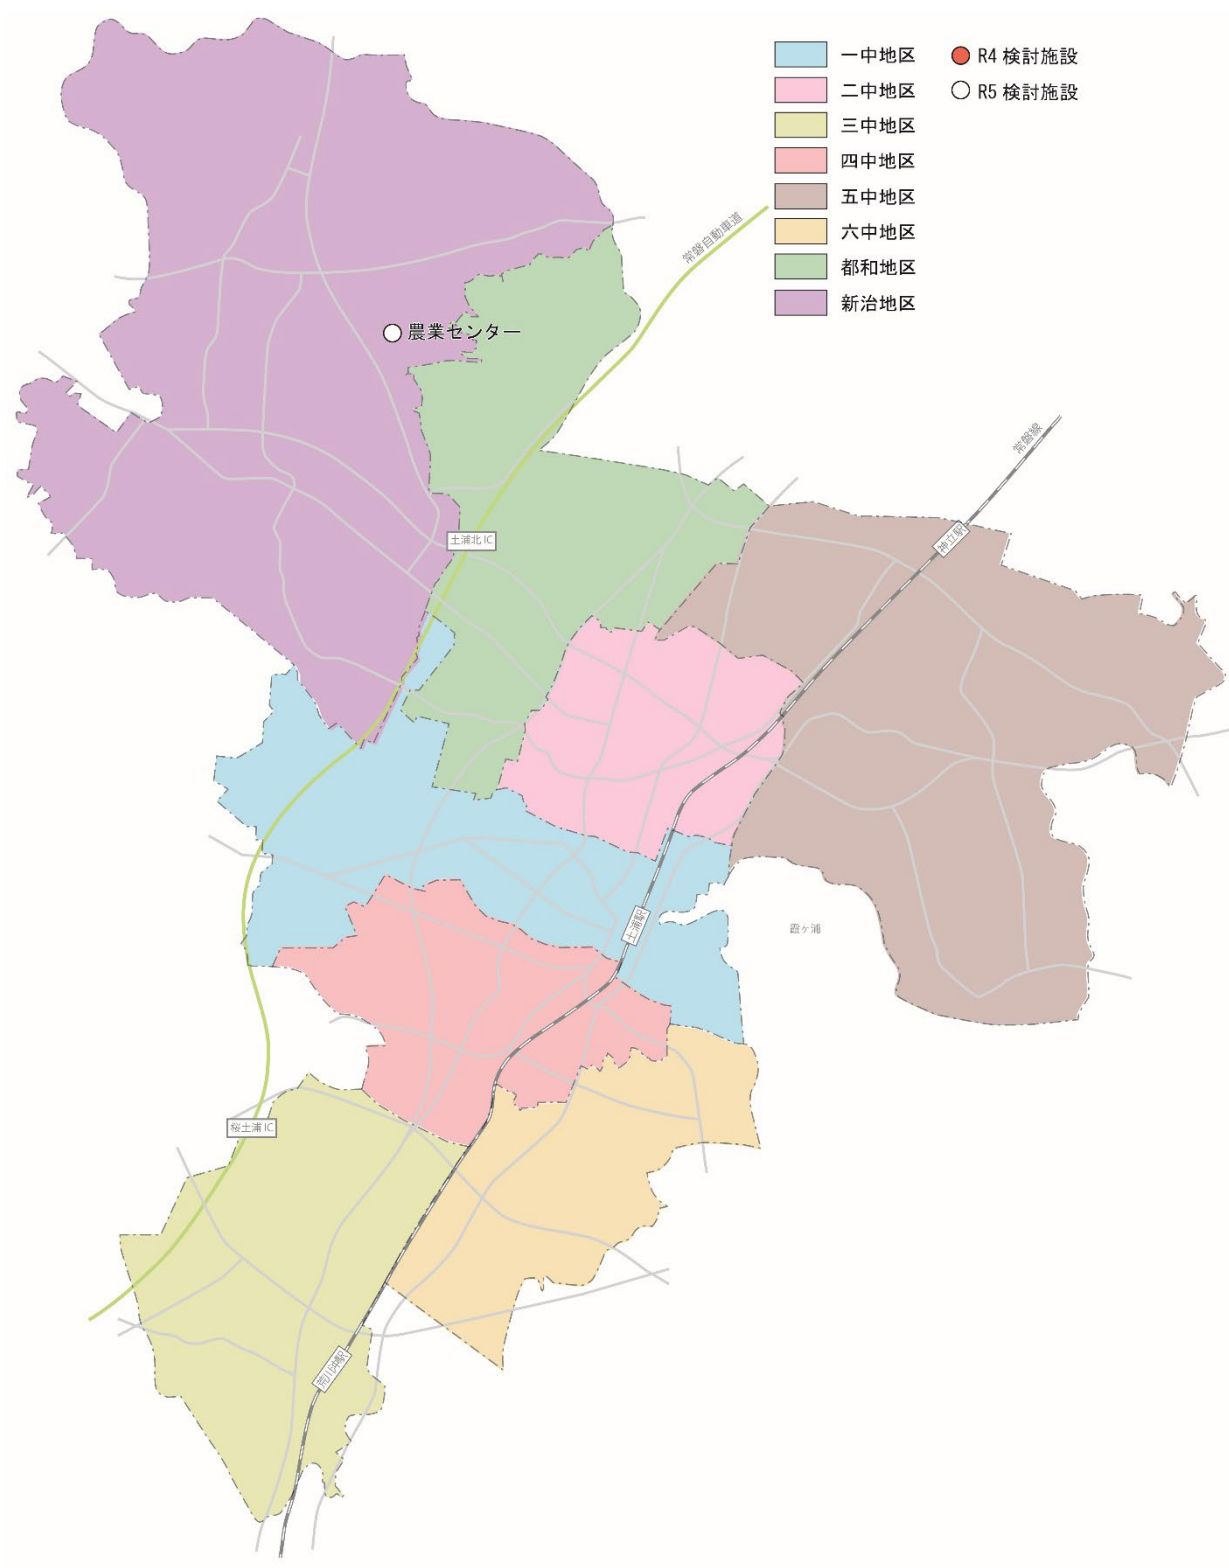 一中地区
二中地区
三中地区
四中地区
五中地区
六中地区
都和地区
新治地区
R4 検討施設
R5 検討施設
常磐自動車道
農業センター
常磐線
土浦北 IC
神立駅
土浦駅
霞ヶ浦
桜土浦 IC
荒川沖駅